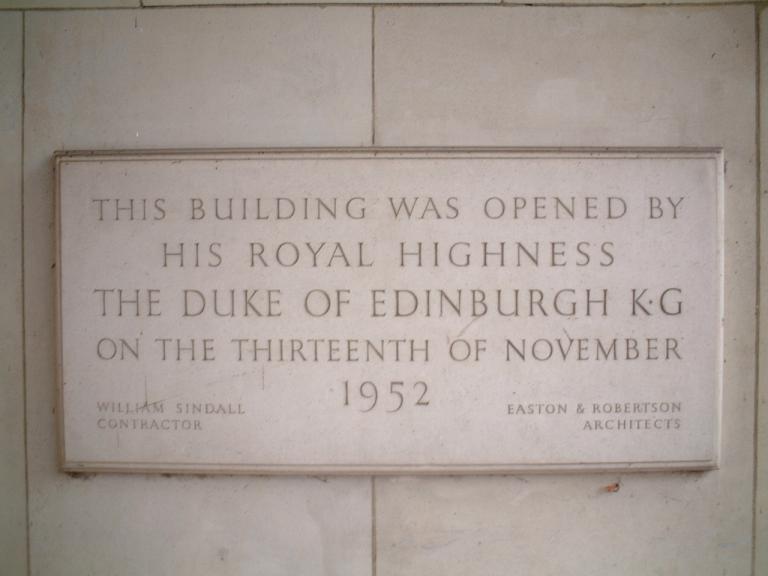 THIS BUILDING WAS OPENED BY
HIS ROYAL HIGHNESS
THE DUKE OF EDINBURGH K·G
ON THE THIRTEENTH OF NOVEMBER
1952
WILLIAM SINDALL
CONTRACTOR
EASTON & ROBERTSON
ARCHITECTS